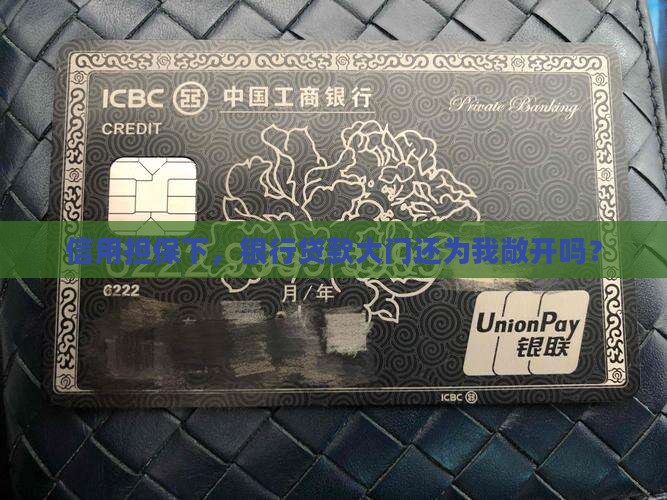 ICBC 中国工商银行
Private Banking
CREDIT
信用担保下，银行贷款大门还为我敞开吗？
6222
月/年
UnionPay
银联
ICBC